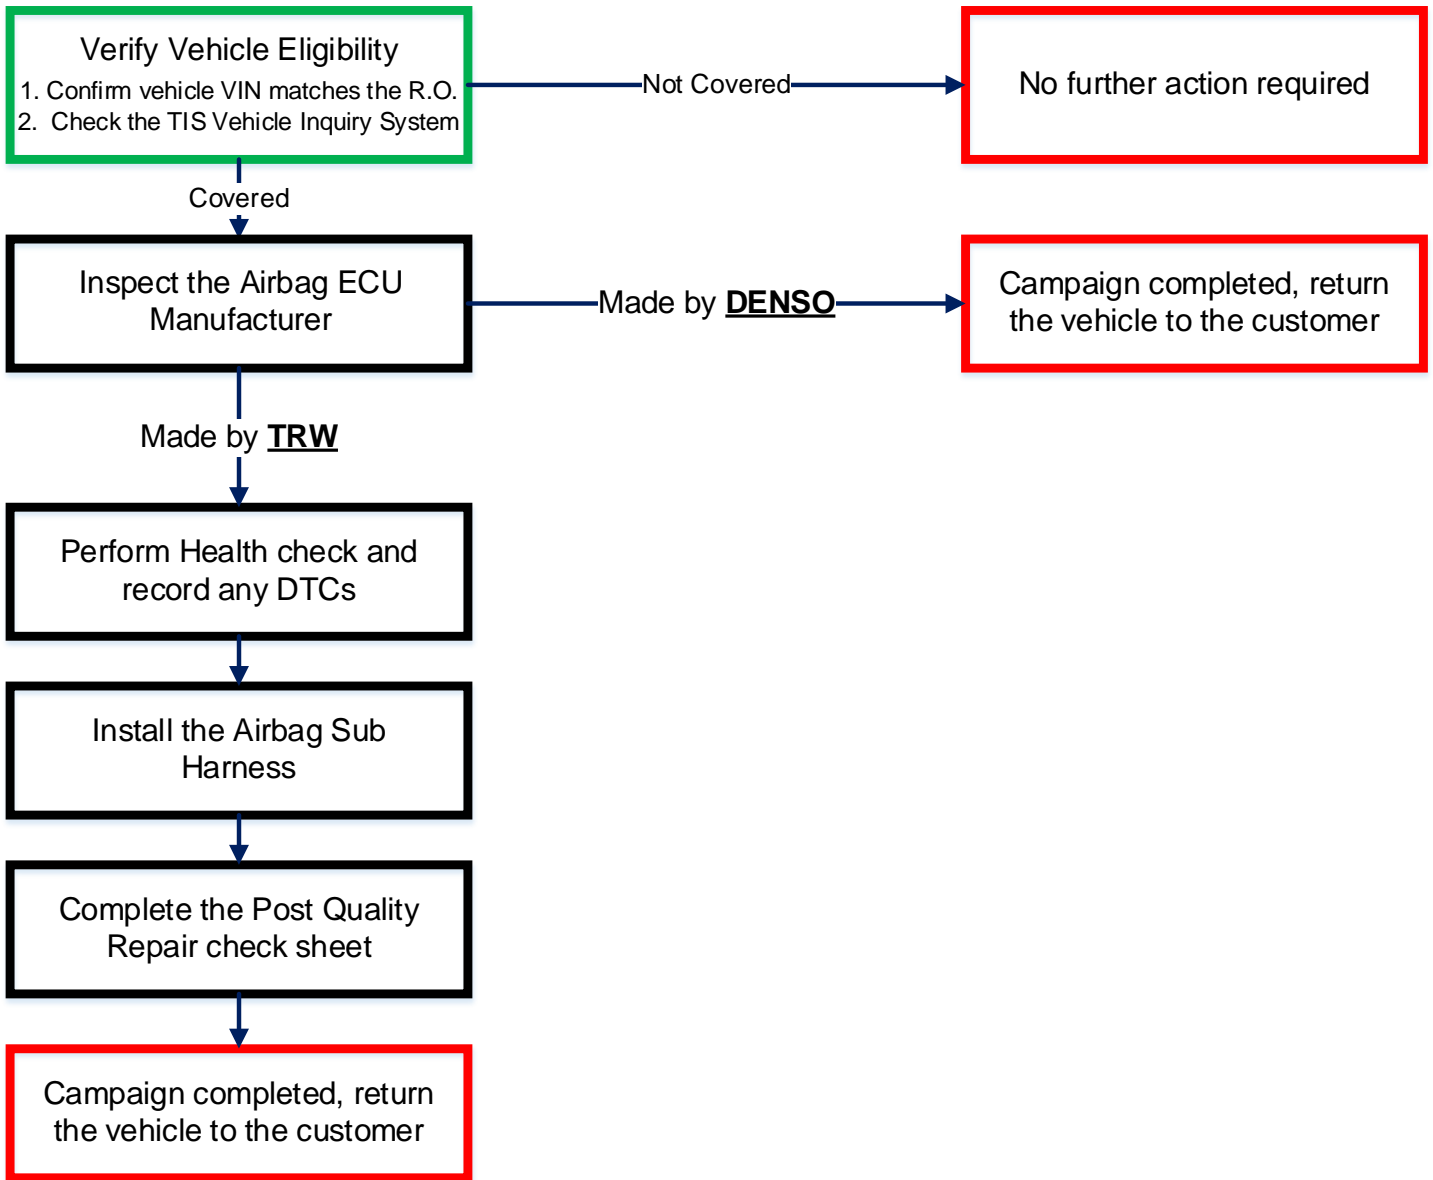 Verify Vehicle Eligibility
1. Confirm vehicle VIN matches the R.O.
2. Check the TIS Vehicle Inquiry System
Not Covered
No further action required
Covered
Inspect the Airbag ECU
Manufacturer
Made by DENSO
Campaign completed, return
the vehicle to the customer
Made by TRW
Perform Health check and
record any DTCs
Install the Airbag Sub
Harness
Complete the Post Quality
Repair check sheet
Campaign completed, return
the vehicle to the customer